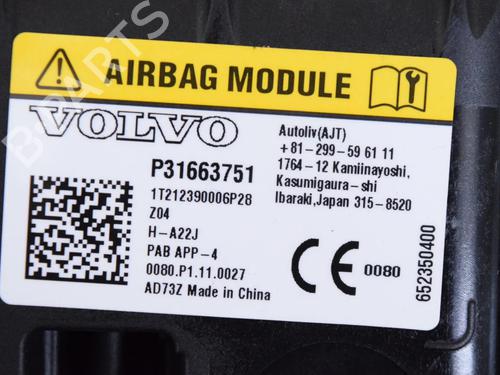 AIRBAG MODULE
VOLVO
P31663751
1T212390006P28
Z04
H-A22J
PAB APP-4
0080.P1.11.0027
AD73Z Made in China
Autoliv(AJT)
+81-299-59 61 11
1764-12 Kamiinayoshi,
Kasumigaura-shi
Ibaraki,Japan 315-8520
CE 0080
652350400
B-PARTS